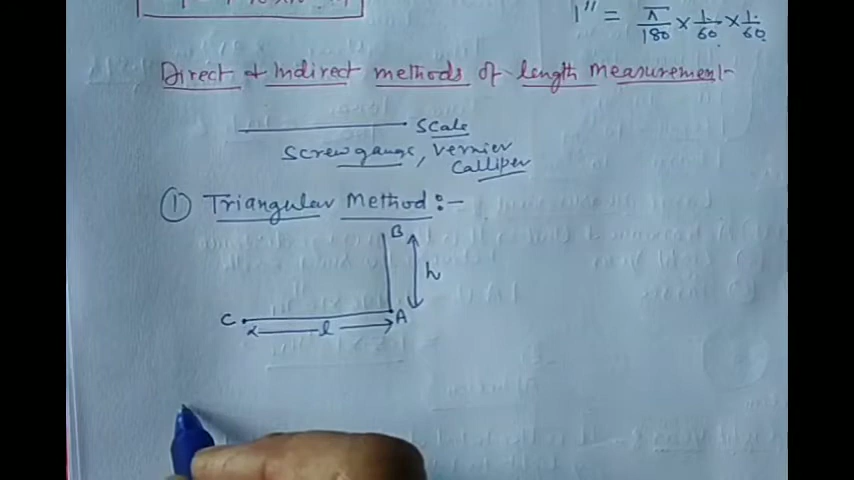 1" = π/180 × 1/60 × 1/60
Direct & Indirect methods of length measurement-
Scale
Screw gauge, Vernier
Calliper
① Triangular Method :-
B
h
C
l
A